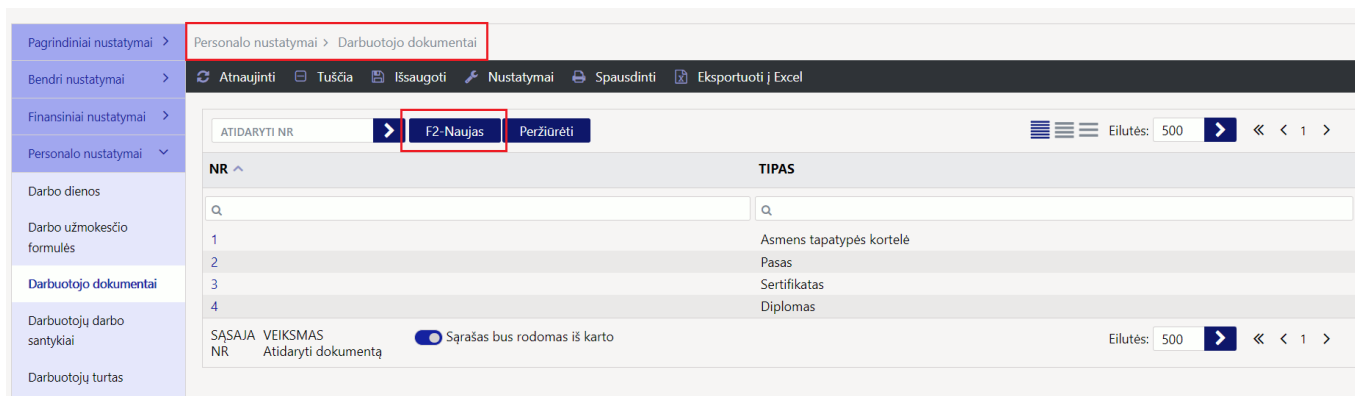 Pagrindiniai nustatymai
Bendri nustatymai
Finansiniai nustatymai
Personalo nustatymai
Darbo dienos
Darbo užmokesčio
formulės
Darbuotojo dokumentai
Darbuotojų darbo
santykiai
Darbuotojų turtas
Personalo nustatymai > Darbuotojo dokumentai
Atnaujinti Tuščia Išsaugoti Nustatymai Spausdinti Eksportuoti į Excel
ATIDARYTI NR F2-Naujas Peržiūrėti Eilutės: 500 1
NR TIPAS
1 Asmens tapatypės kortelė
2 Pasas
3 Sertifikatas
4 Diplomas
SĄSAJA VEIKSMAS Sąrašas bus rodomas iš karto Eilutės: 500 1
NR Atidaryti dokumentą